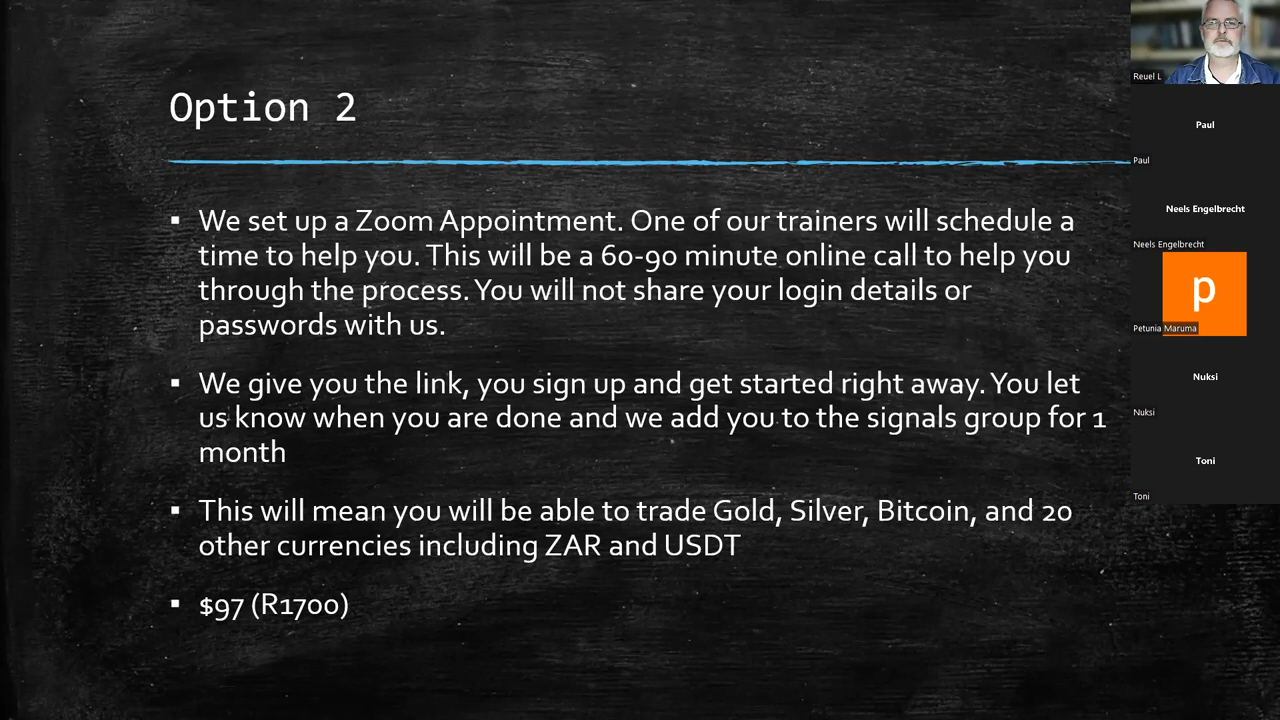 Option 2
▪ We set up a Zoom Appointment. One of our trainers will schedule a
time to help you. This will be a 60-90 minute online call to help you
through the process. You will not share your login details or
passwords with us.
▪ We give you the link, you sign up and get started right away. You let
us know when you are done and we add you to the signals group for 1
month
▪ This will mean you will be able to trade Gold, Silver, Bitcoin, and 20
other currencies including ZAR and USDT
▪ $97 (R1700)
Reuel L
Paul
Paul
Neels Engelbrecht
Neels Engelbrecht
p
Petunia Maruma
Nuksi
Nuksi
Toni
Toni